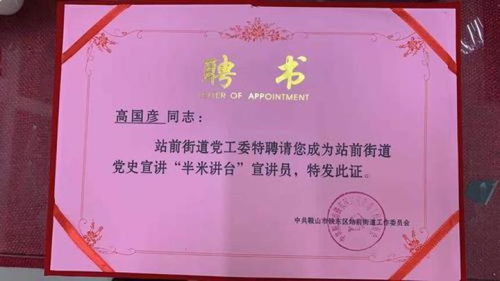 聘书
LETTER OF APPOINTMENT
高国彦 同志：
站前街道党工委特聘请您成为站前街道
党史宣讲“半米讲台”宣讲员，特发此证。
中共鞍山市铁东区站前街道工作委员会